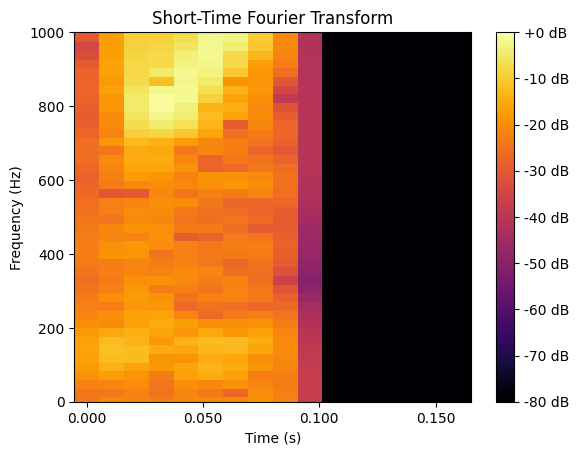 Short-Time Fourier Transform
1000
800
600
400
200
0
Frequency (Hz)
0.000
0.050
0.100
0.150
Time (s)
+0 dB
-10 dB
-20 dB
-30 dB
-40 dB
-50 dB
-60 dB
-70 dB
-80 dB